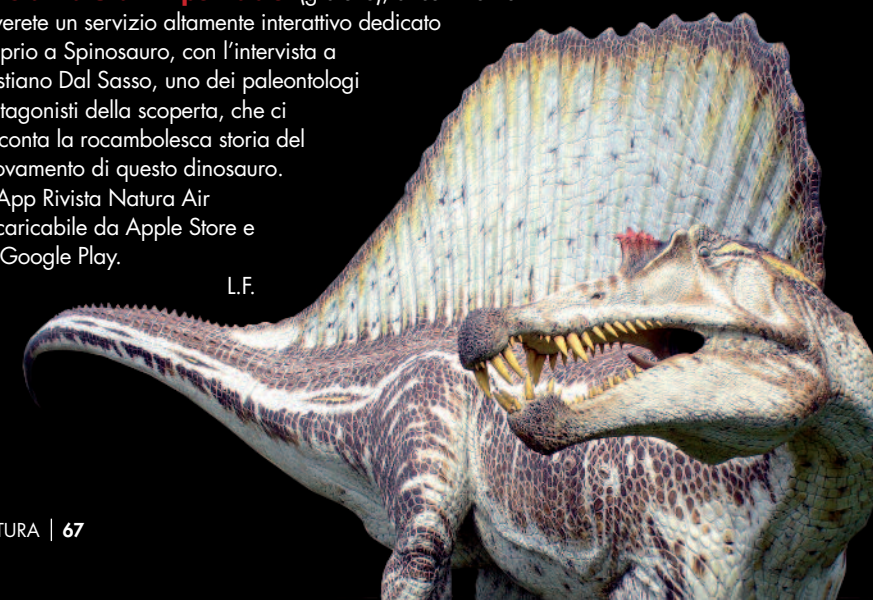 verete un servizio altamente interattivo dedicato
prio a Spinosauro, con l'intervista a
stiano Dal Sasso, uno dei paleontologi
tagonisti della scoperta, che ci
conta la rocambolesca storia del
ovamento di questo dinosauro.
App Rivista Natura Air
caricabile da Apple Store e
Google Play.
L.F.
TURA | 67